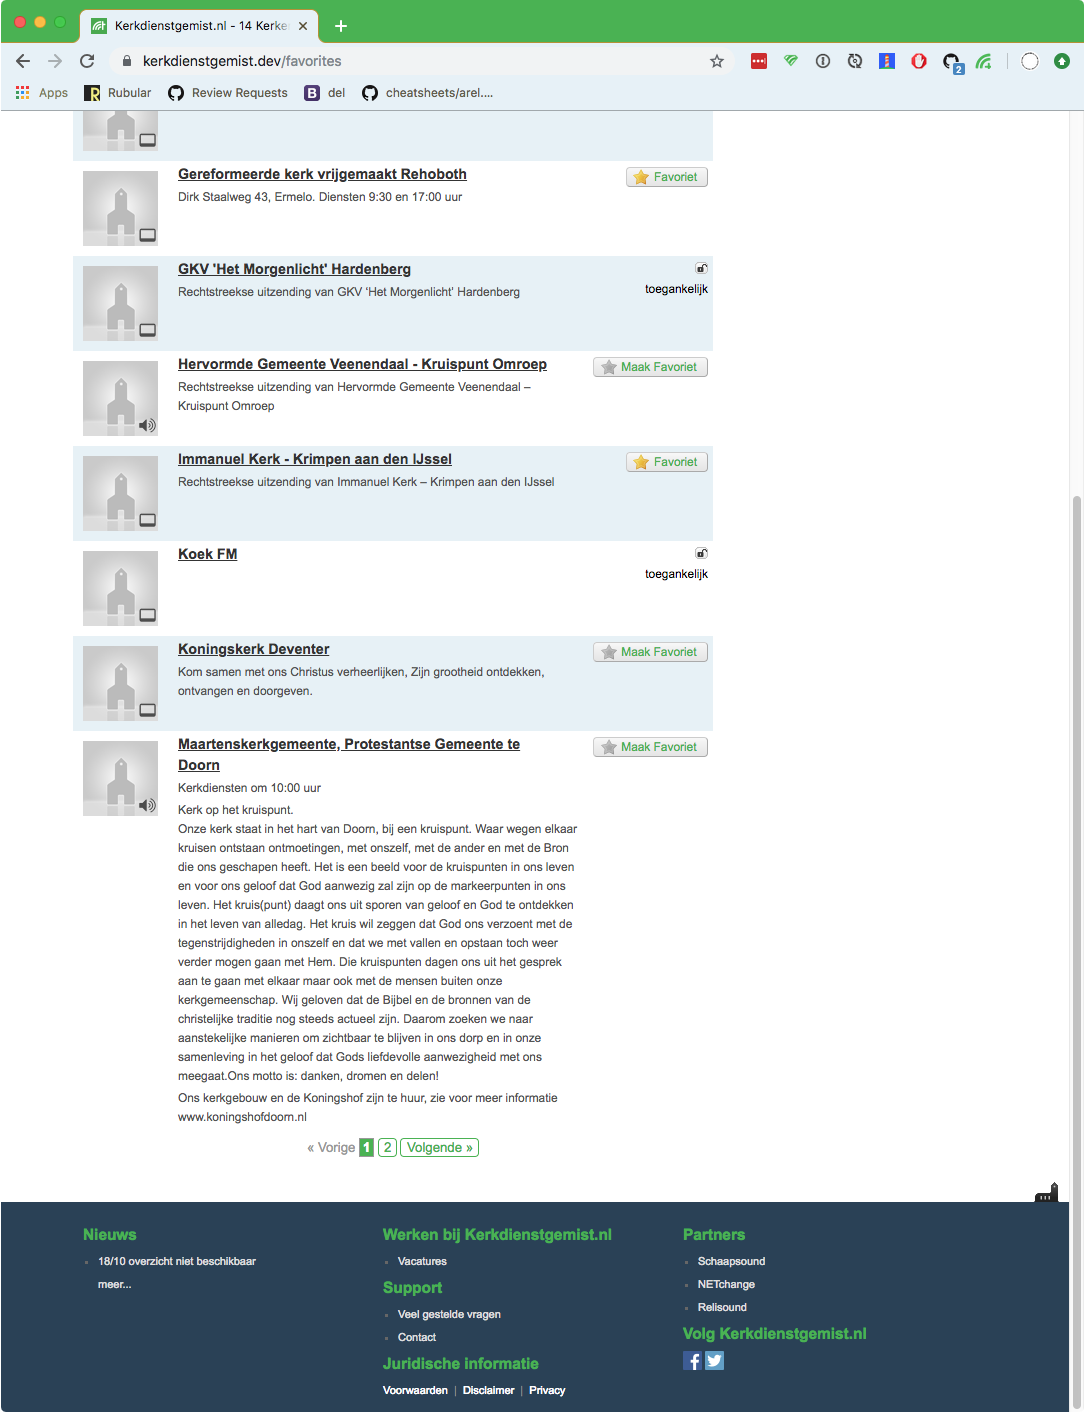 Kerkdienstgemist.nl - 14 Kerke
kerkdienstgemist.dev/favorites
2
Apps
Rubular
Review Requests
B del
cheatsheets/arel....
Gereformeerde kerk vrijgemaakt Rehoboth
Favoriet
Dirk Staalweg 43, Ermelo. Diensten 9:30 en 17:00 uur
GKV 'Het Morgenlicht' Hardenberg
Rechtstreekse uitzending van GKV 'Het Morgenlicht' Hardenberg
toegankelijk
Hervormde Gemeente Veenendaal - Kruispunt Omroep
Maak Favoriet
Rechtstreekse uitzending van Hervormde Gemeente Veenendaal –
Kruispunt Omroep
Immanuel Kerk - Krimpen aan den IJssel
Favoriet
Rechtstreekse uitzending van Immanuel Kerk – Krimpen aan den IJssel
Koek FM
toegankelijk
Koningskerk Deventer
Maak Favoriet
Kom samen met ons Christus verheerlijken, Zijn grootheid ontdekken,
ontvangen en doorgeven.
Maartenskerkgemeente, Protestantse Gemeente te
Doorn
Maak Favoriet
Kerkdiensten om 10:00 uur
Kerk op het kruispunt.
Onze kerk staat in het hart van Doorn, bij een kruispunt. Waar wegen elkaar
kruisen ontstaan ontmoetingen, met onszelf, met de ander en met de Bron
die ons geschapen heeft. Het is een beeld voor de kruispunten in ons leven
en voor ons geloof dat God aanwezig zal zijn op de markeerpunten in ons
leven. Het kruis(punt) daagt ons uit sporen van geloof en God te ontdekken
in het leven van alledag. Het kruis wil zeggen dat God ons verzoent met de
tegenstrijdigheden in onszelf en dat we met vallen en opstaan toch weer
verder mogen gaan met Hem. Die kruispunten dagen ons uit het gesprek
aan te gaan met elkaar maar ook met de mensen buiten onze
kerkgemeenschap. Wij geloven dat de Bijbel en de bronnen van de
christelijke traditie nog steeds actueel zijn. Daarom zoeken we naar
aanstekelijke manieren om zichtbaar te blijven in ons dorp en in onze
samenleving in het geloof dat Gods liefdevolle aanwezigheid met ons
meegaat.Ons motto is: danken, dromen en delen!
Ons kerkgebouw en de Koningshof zijn te huur, zie voor meer informatie
www.koningshofdoorn.nl
« Vorige 1 2 Volgende »
Nieuws
18/10 overzicht niet beschikbaar
meer...
Werken bij Kerkdienstgemist.nl
Vacatures
Support
Veel gestelde vragen
Contact
Juridische informatie
Voorwaarden | Disclaimer | Privacy
Partners
Schaapsound
NETchange
Relisound
Volg Kerkdienstgemist.nl